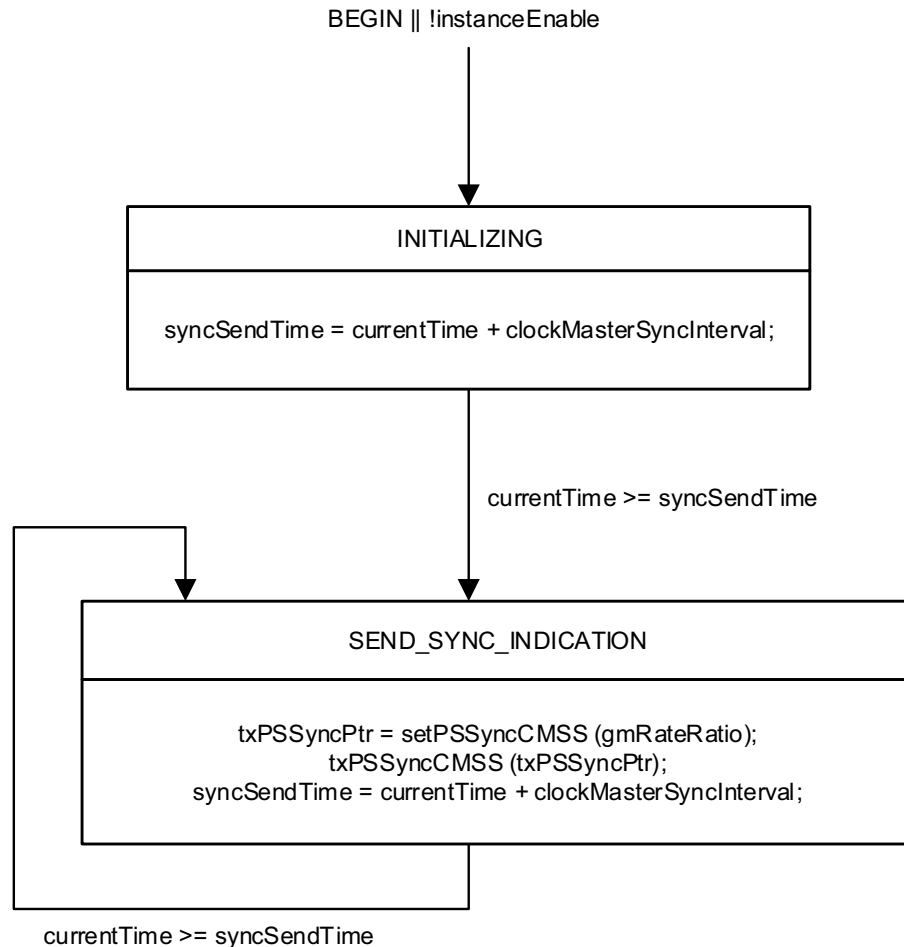 BEGIN || !instanceEnable
INITIALIZING
syncSendTime = currentTime + clockMasterSyncInterval;
currentTime >= syncSendTime
SEND_SYNC_INDICATION
txPSSyncPtr = setPSSyncCMSS (gmRateRatio);
txPSSyncCMSS (txPSSyncPtr);
syncSendTime = currentTime + clockMasterSyncInterval;
currentTime >= syncSendTime